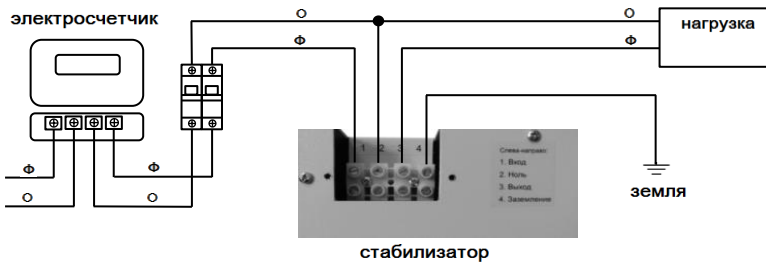 электросчетчик
О
О
нагрузка
Ф
Ф
1 2 3 4
Слева-направо:
1. Вход
2. Ноль
3. Выход
4. Заземление
Ф
Ф
О
О
земля
стабилизатор